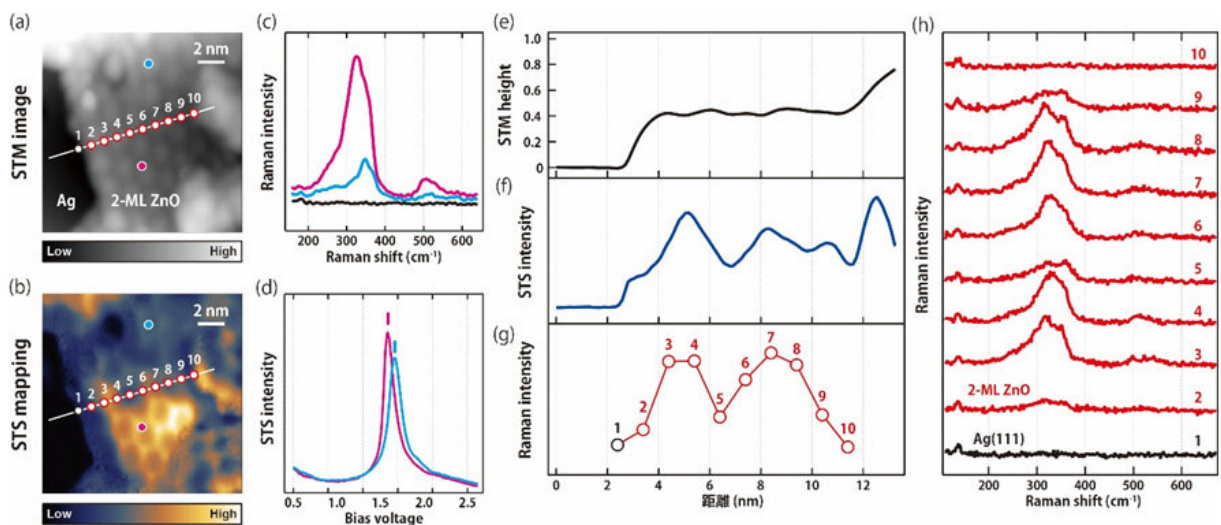 (a)
STM image
2 nm
1 2 3 4 5 6 7 8 9 10
Ag
2-ML ZnO
Low High
(b)
STS mapping
2 nm
1 2 3 4 5 6 7 8 9 10
Low High
(c)
Raman intensity
200 300 400 500 600
Raman shift (cm⁻¹)
(d)
STS intensity
0.5 1.0 1.5 2.0 2.5
Bias voltage
(e)
STM height
1.0
0.8
0.6
0.4
0.2
0
(f)
STS intensity
(g)
Raman intensity
1 2 3 4 5 6 7 8 9 10
0 2 4 6 8 10 12
距離 (nm)
(h)
Raman intensity
10
9
8
7
6
5
4
3
2-ML ZnO 2
Ag(111) 1
200 300 400 500 600
Raman shift (cm⁻¹)